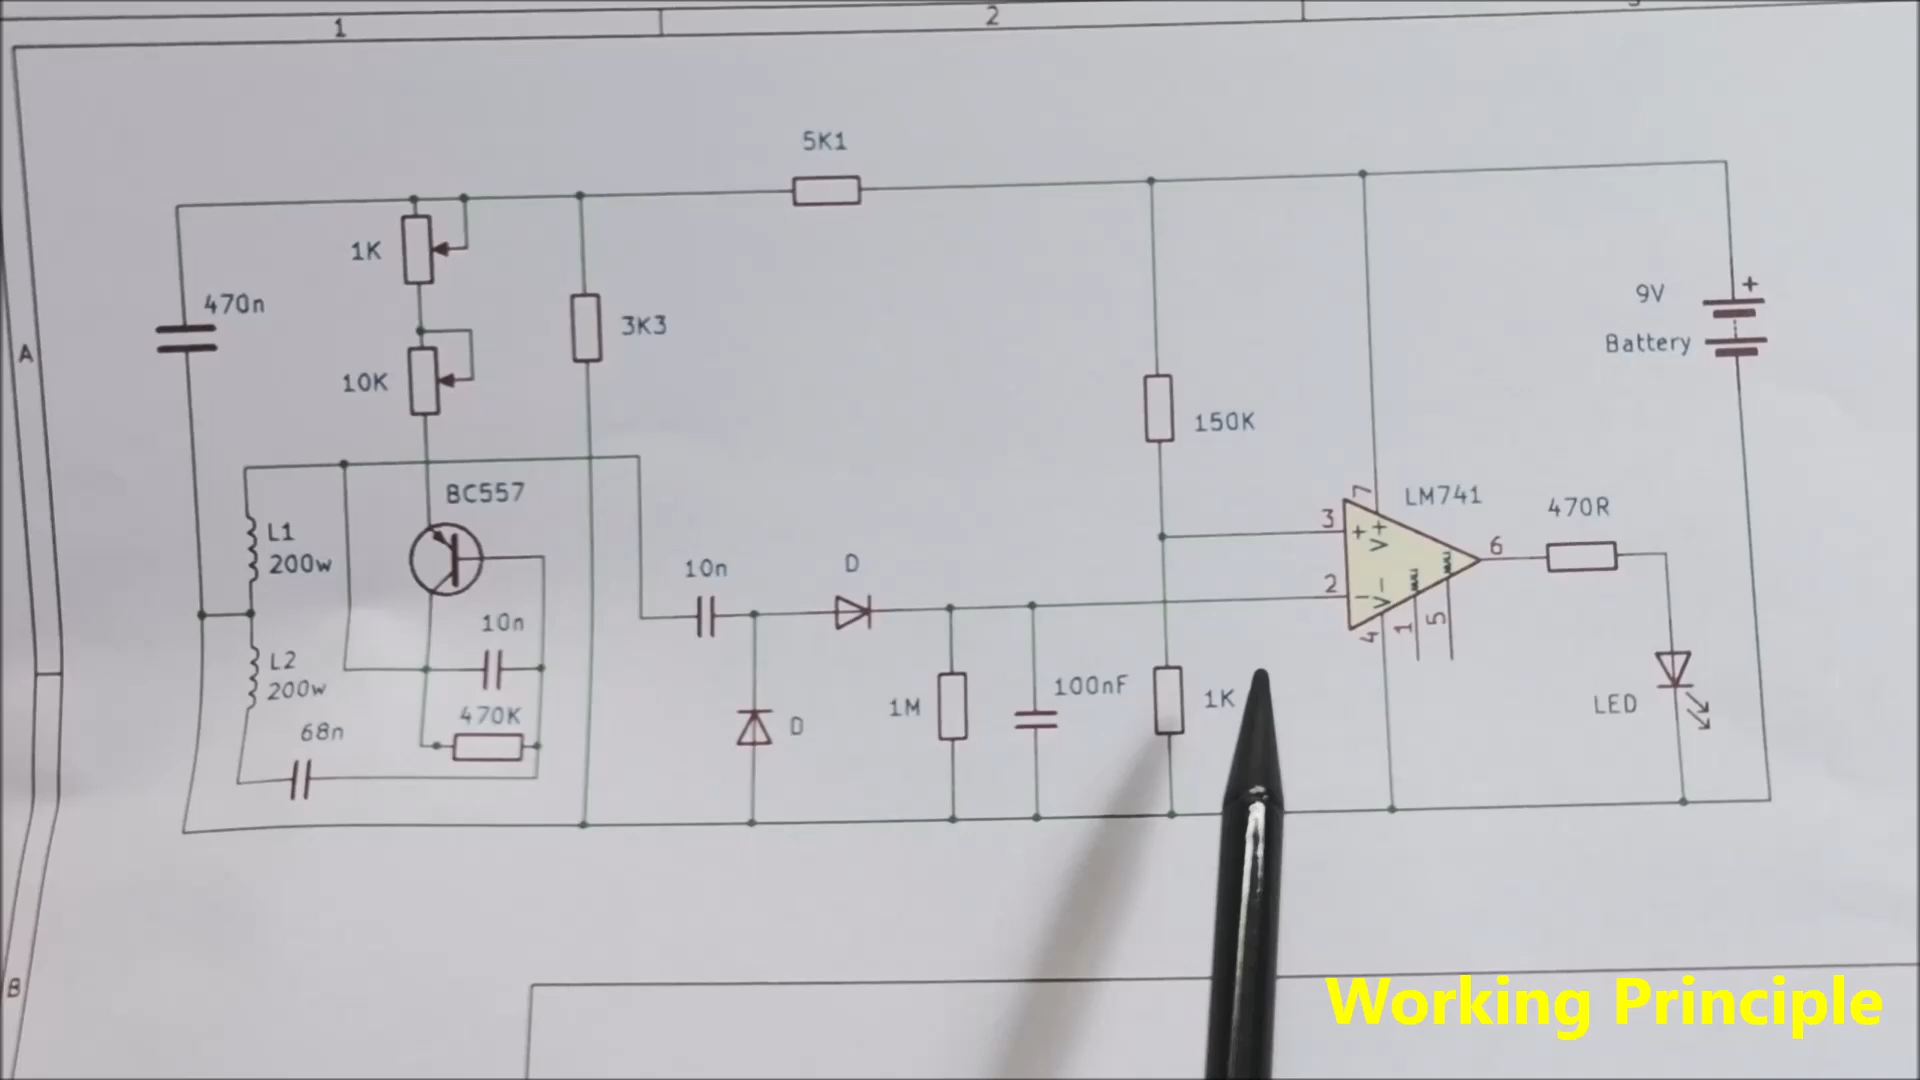 1
2
5K1
1K
470n
3K3
10K
A
9V
+
Battery
150K
BC557
L1
200w
LM741
470R
7
3
+
V+
6
10n
D
2
-
V-
4
1
5
10n
L2
200w
470K
68n
D
1M
100nF
1K
LED
B
Working Principle